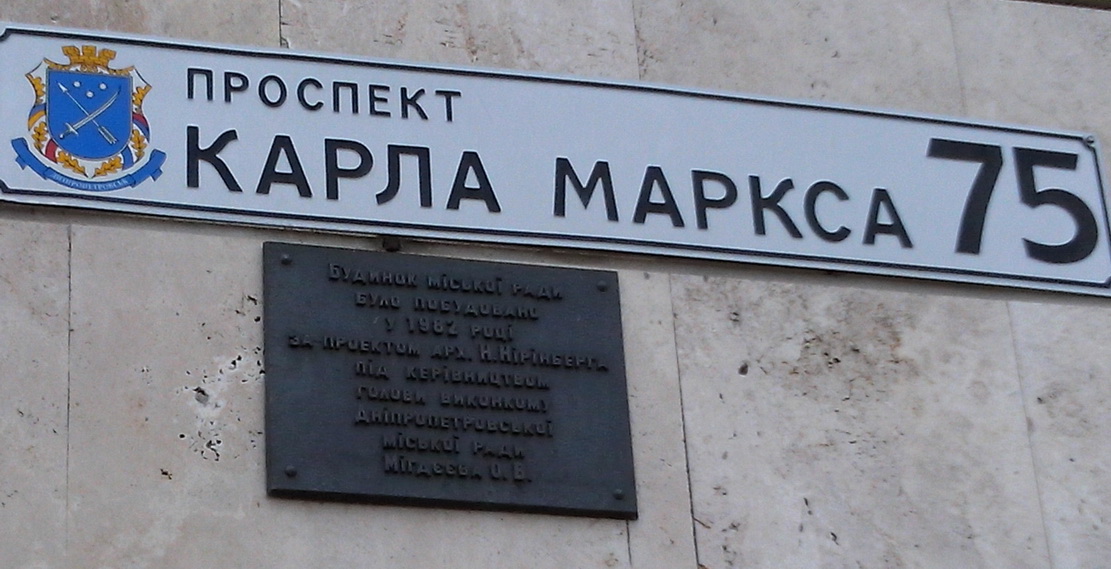 ПРОСПЕКТ
КАРЛА МАРКСА 75
ДНІПРОПЕТРОВСЬК
БУДИНОК МІСЬКОЇ РАДИ
БУЛО ПОБУДОВАНО
У 1982 РОЦІ
ЗА ПРОЕКТОМ АРХ. Н.НІРІНБЕРГА
ПІД КЕРІВНИЦТВОМ
ГОЛОВИ ВИКОНКОМУ
ДНІПРОПЕТРОВСЬКОЇ
МІСЬКОЇ РАДИ
МІГДЄЄВА О. В.